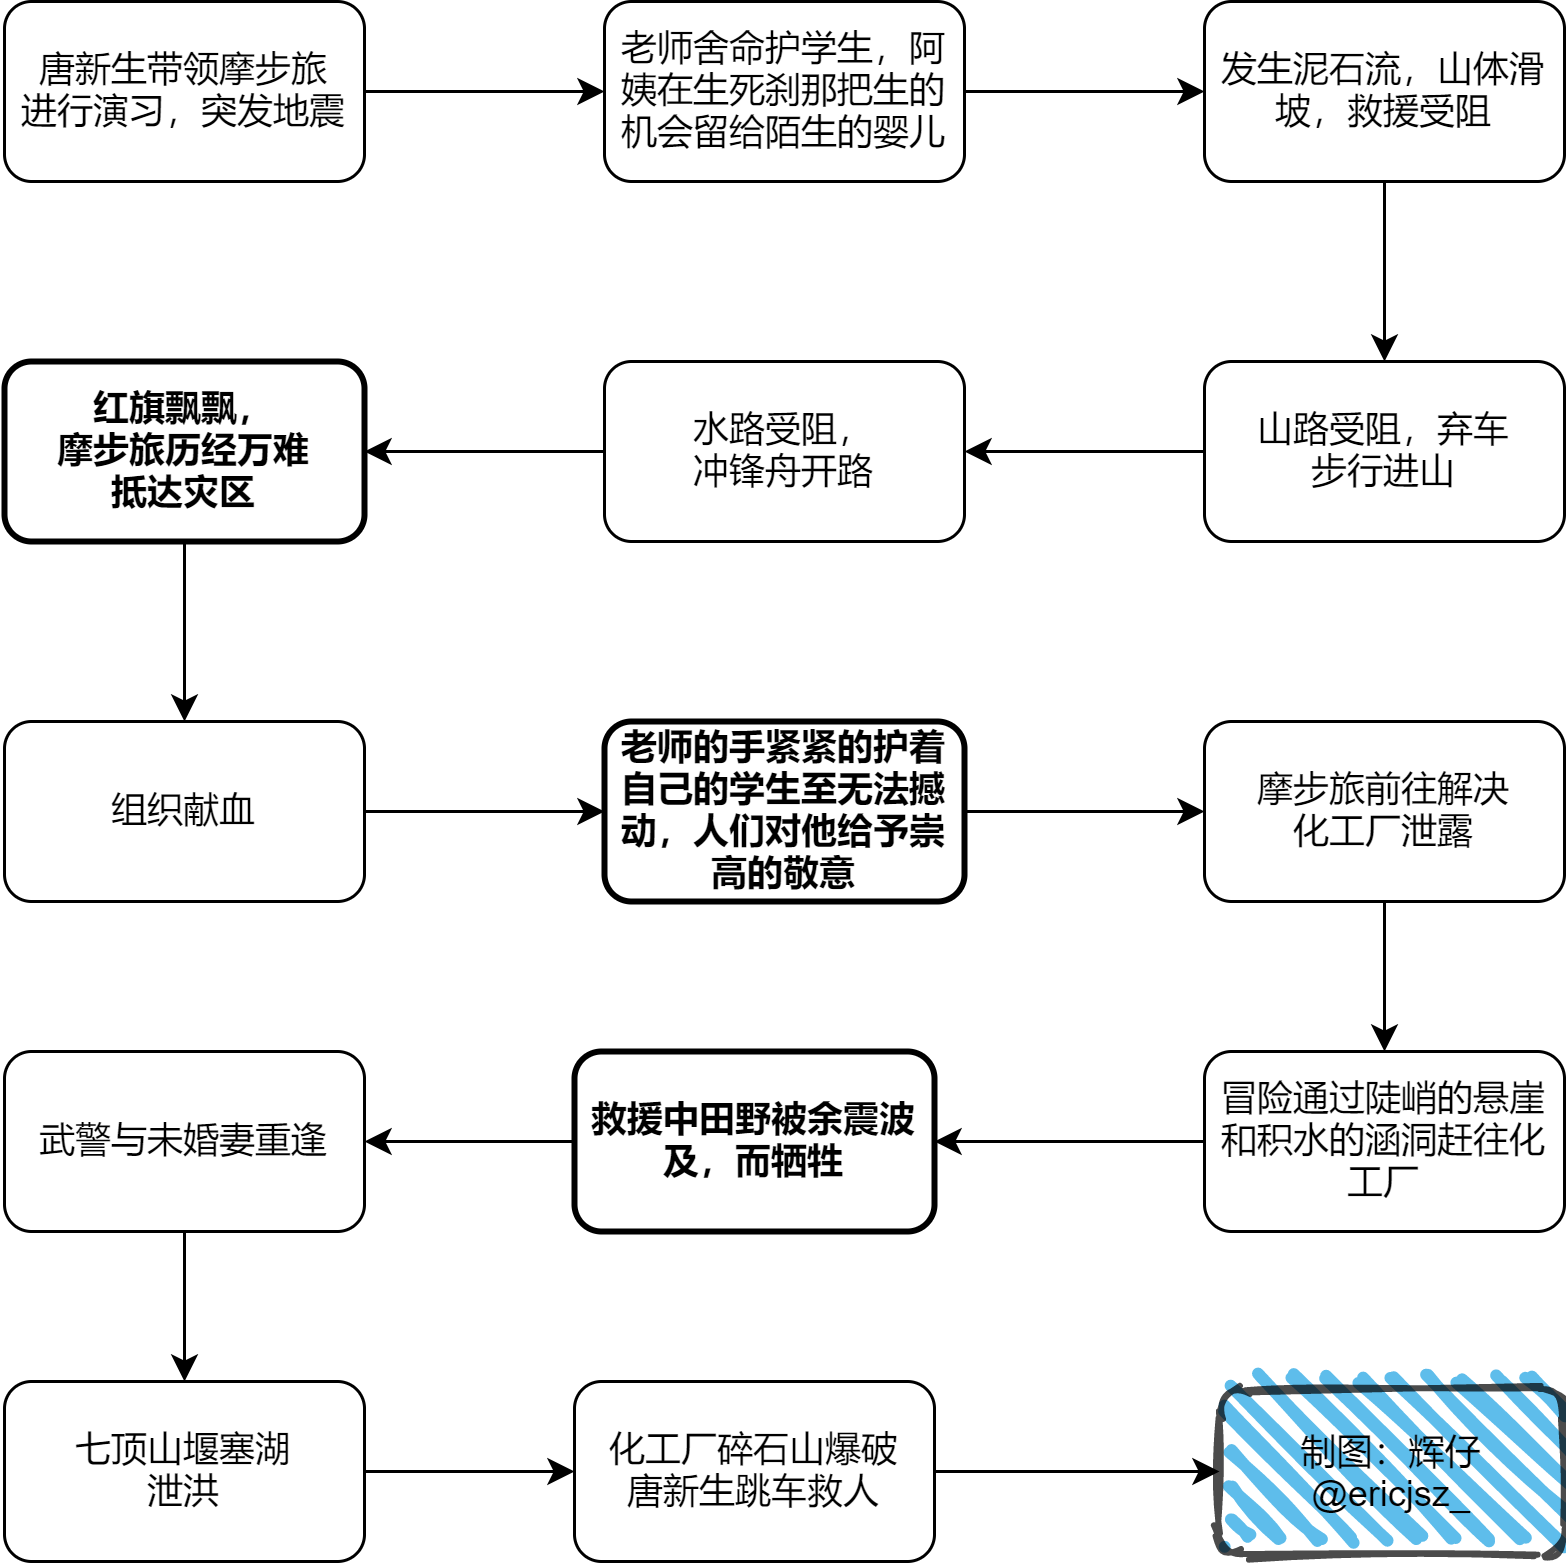 唐新生带领摩步旅
进行演习，突发地震
老师舍命护学生，阿
姨在生死刹那把生的
机会留给陌生的婴儿
发生泥石流，山体滑
坡，救援受阻
山路受阻，弃车
步行进山
水路受阻，
冲锋舟开路
红旗飘飘，
摩步旅历经万难
抵达灾区
组织献血
老师的手紧紧的护着
自己的学生至无法撼
动，人们对他给予崇
高的敬意
摩步旅前往解决
化工厂泄露
冒险通过陡峭的悬崖
和积水的涵洞赶往化
工厂
救援中田野被余震波
及，而牺牲
武警与未婚妻重逢
七顶山堰塞湖
泄洪
化工厂碎石山爆破
唐新生跳车救人
制图：辉仔
@ericjsz_